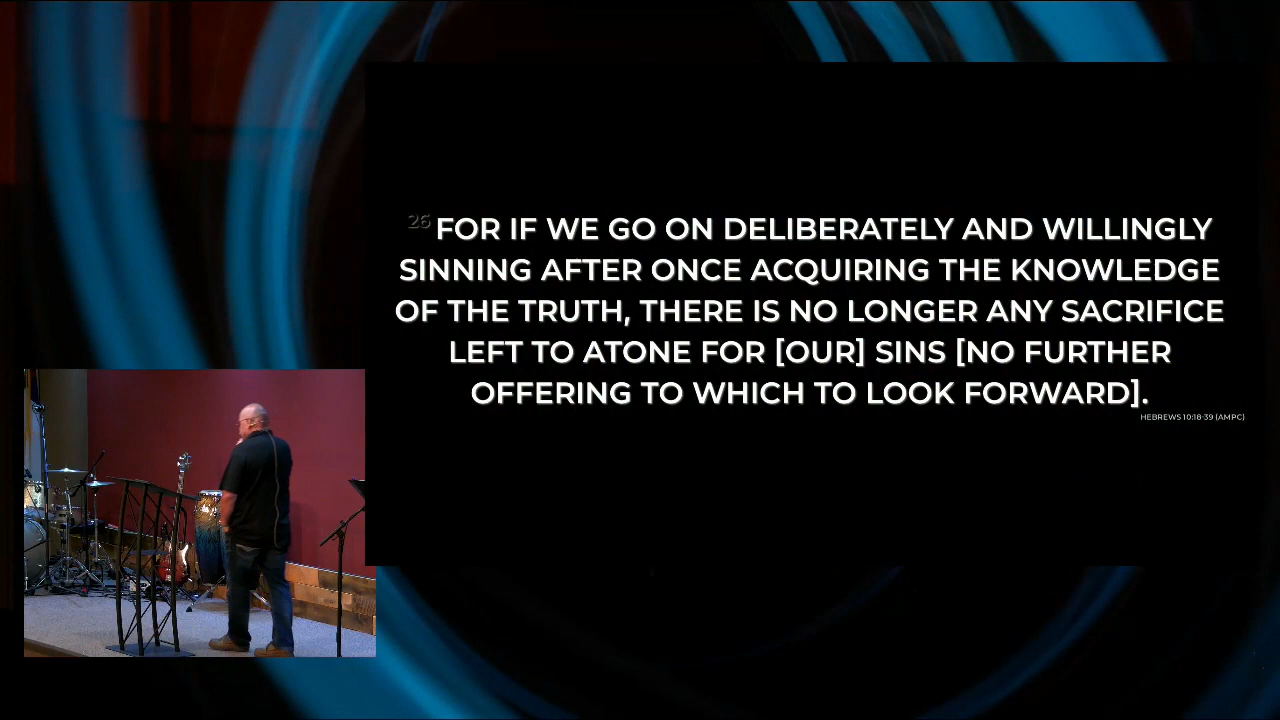 26 FOR IF WE GO ON DELIBERATELY AND WILLINGLY
SINNING AFTER ONCE ACQUIRING THE KNOWLEDGE
OF THE TRUTH, THERE IS NO LONGER ANY SACRIFICE
LEFT TO ATONE FOR [OUR] SINS [NO FURTHER
OFFERING TO WHICH TO LOOK FORWARD].
HEBREWS 10:18-39 (AMPC)